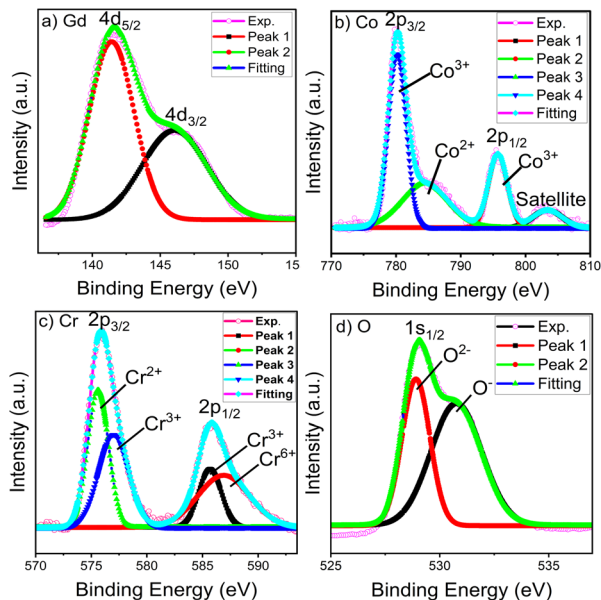 a) Gd
4d5/2
4d3/2
Exp.
Peak 1
Peak 2
Fitting
Intensity (a.u.)
140 145 150 15
Binding Energy (eV)
b) Co
2p3/2
Co3+
Co2+
2p1/2
Co3+
Satellite
Exp.
Peak 1
Peak 2
Peak 3
Peak 4
Fitting
Intensity (a.u.)
770 780 790 800 810
Binding Energy (eV)
c) Cr
2p3/2
Cr2+
Cr3+
2p1/2
Cr3+
Cr6+
Exp.
Peak 1
Peak 2
Peak 3
Peak 4
Fitting
Intensity (a.u.)
570 575 580 585 590
Binding Energy (eV)
d) O
1s1/2
O2-
O-
Exp.
Peak 1
Peak 2
Fitting
Intensity (a.u.)
525 530 535
Binding Energy (eV)